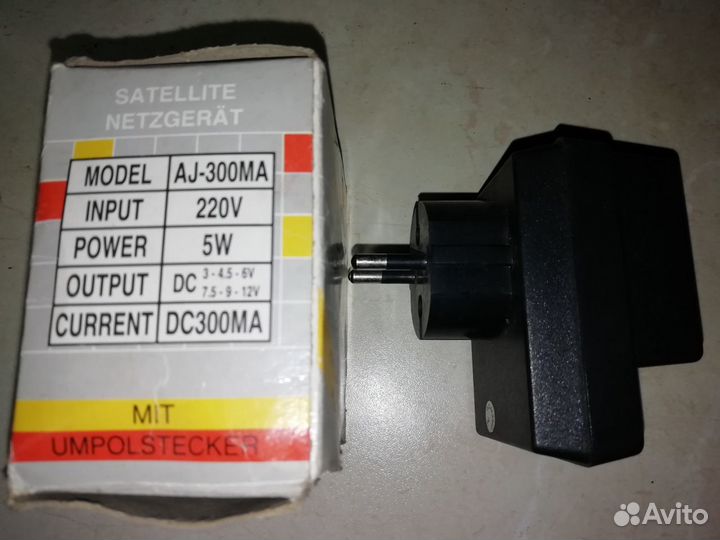 SATELLITE
NETZGERÄT
MODEL AJ-300MA
INPUT 220V
POWER 5W
OUTPUT DC 3 - 4.5 - 6V
7.5 - 9 - 12V
CURRENT DC300MA
MIT
UMPOLSTECKER
Avito